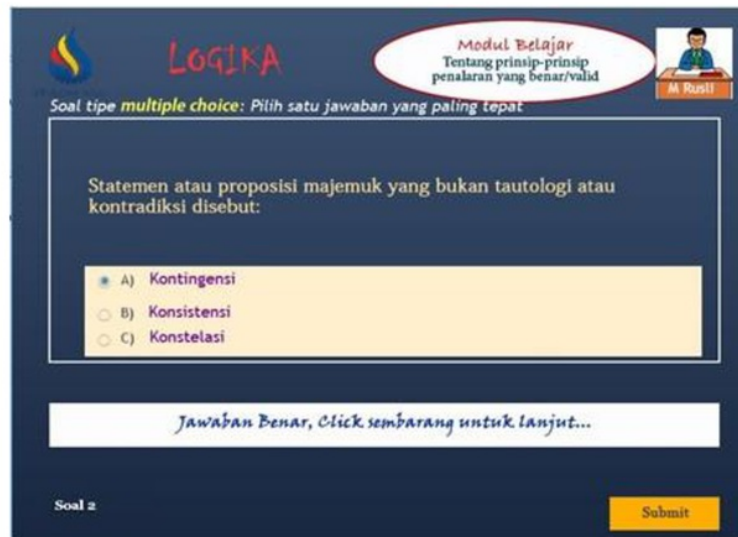 LOGIKA
Modul Belajar
Tentang prinsip-prinsip
penalaran yang benar/valid
M Rusli
Soal tipe multiple choice: Pilih satu jawaban yang paling tepat
Statemen atau proposisi majemuk yang bukan tautologi atau
kontradiksi disebut:
A) Kontingensi
B) Konsistensi
C) Konstelasi
Jawaban Benar, Click sembarang untuk lanjut...
Soal 2
Submit